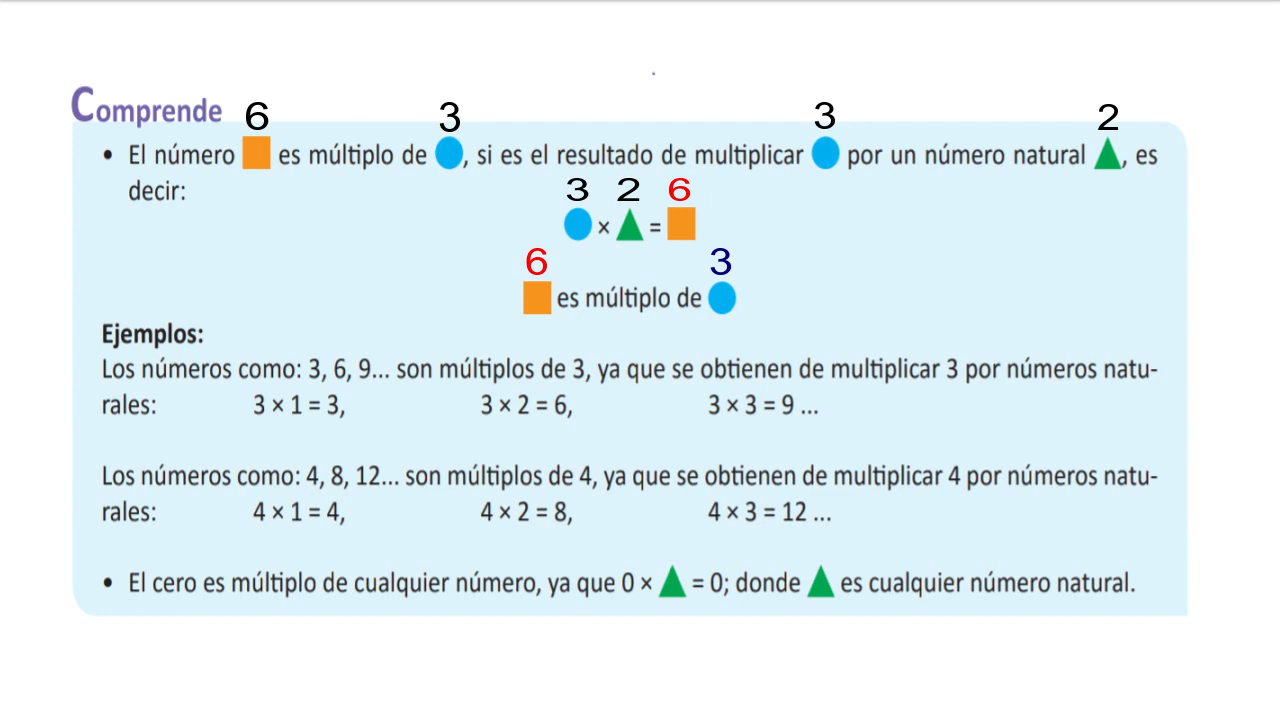 Comprende
6 3 3 2
• El número es múltiplo de , si es el resultado de multiplicar por un número natural , es
decir:
3 2 6
× =
6 3
es múltiplo de
Ejemplos:
Los números como: 3, 6, 9... son múltiplos de 3, ya que se obtienen de multiplicar 3 por números natu-
rales: 3 × 1 = 3, 3 × 2 = 6, 3 × 3 = 9 ...
Los números como: 4, 8, 12... son múltiplos de 4, ya que se obtienen de multiplicar 4 por números natu-
rales: 4 × 1 = 4, 4 × 2 = 8, 4 × 3 = 12 ...
• El cero es múltiplo de cualquier número, ya que 0 × = 0; donde es cualquier número natural.